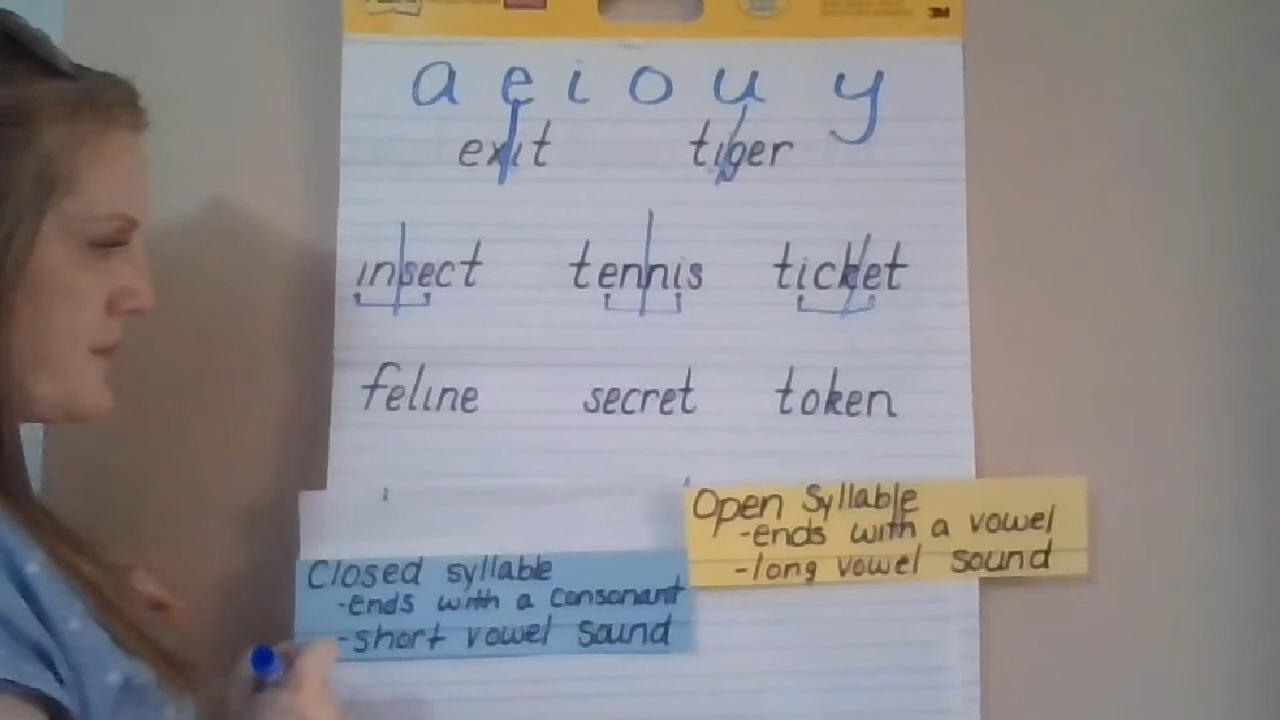 a e i o u y
exit tiger
insect tennis ticket
feline secret token
Open Syllable
-ends with a vowel
-long vowel sound
Closed syllable
-ends with a consonant
-short vowel sound
3M